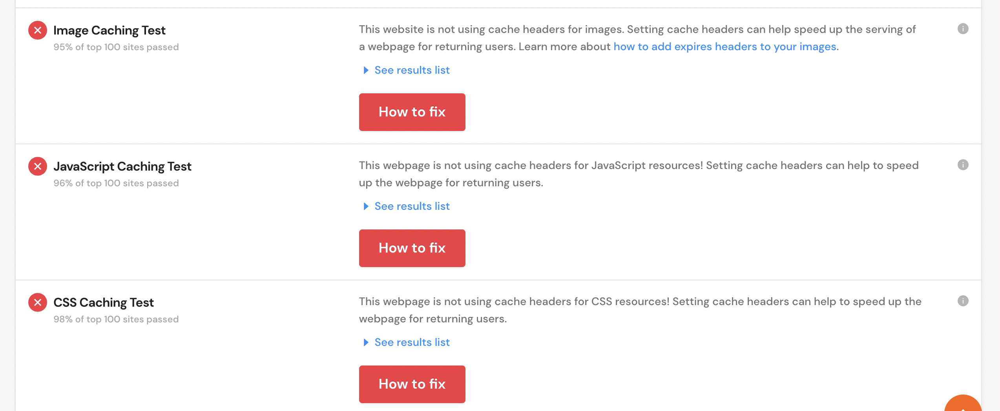 Image Caching Test
95% of top 100 sites passed
This website is not using cache headers for images. Setting cache headers can help speed up the serving of
a webpage for returning users. Learn more about how to add expires headers to your images.
See results list
How to fix
JavaScript Caching Test
96% of top 100 sites passed
This webpage is not using cache headers for JavaScript resources! Setting cache headers can help to speed
up the webpage for returning users.
See results list
How to fix
CSS Caching Test
98% of top 100 sites passed
This webpage is not using cache headers for CSS resources! Setting cache headers can help to speed up the
webpage for returning users.
See results list
How to fix